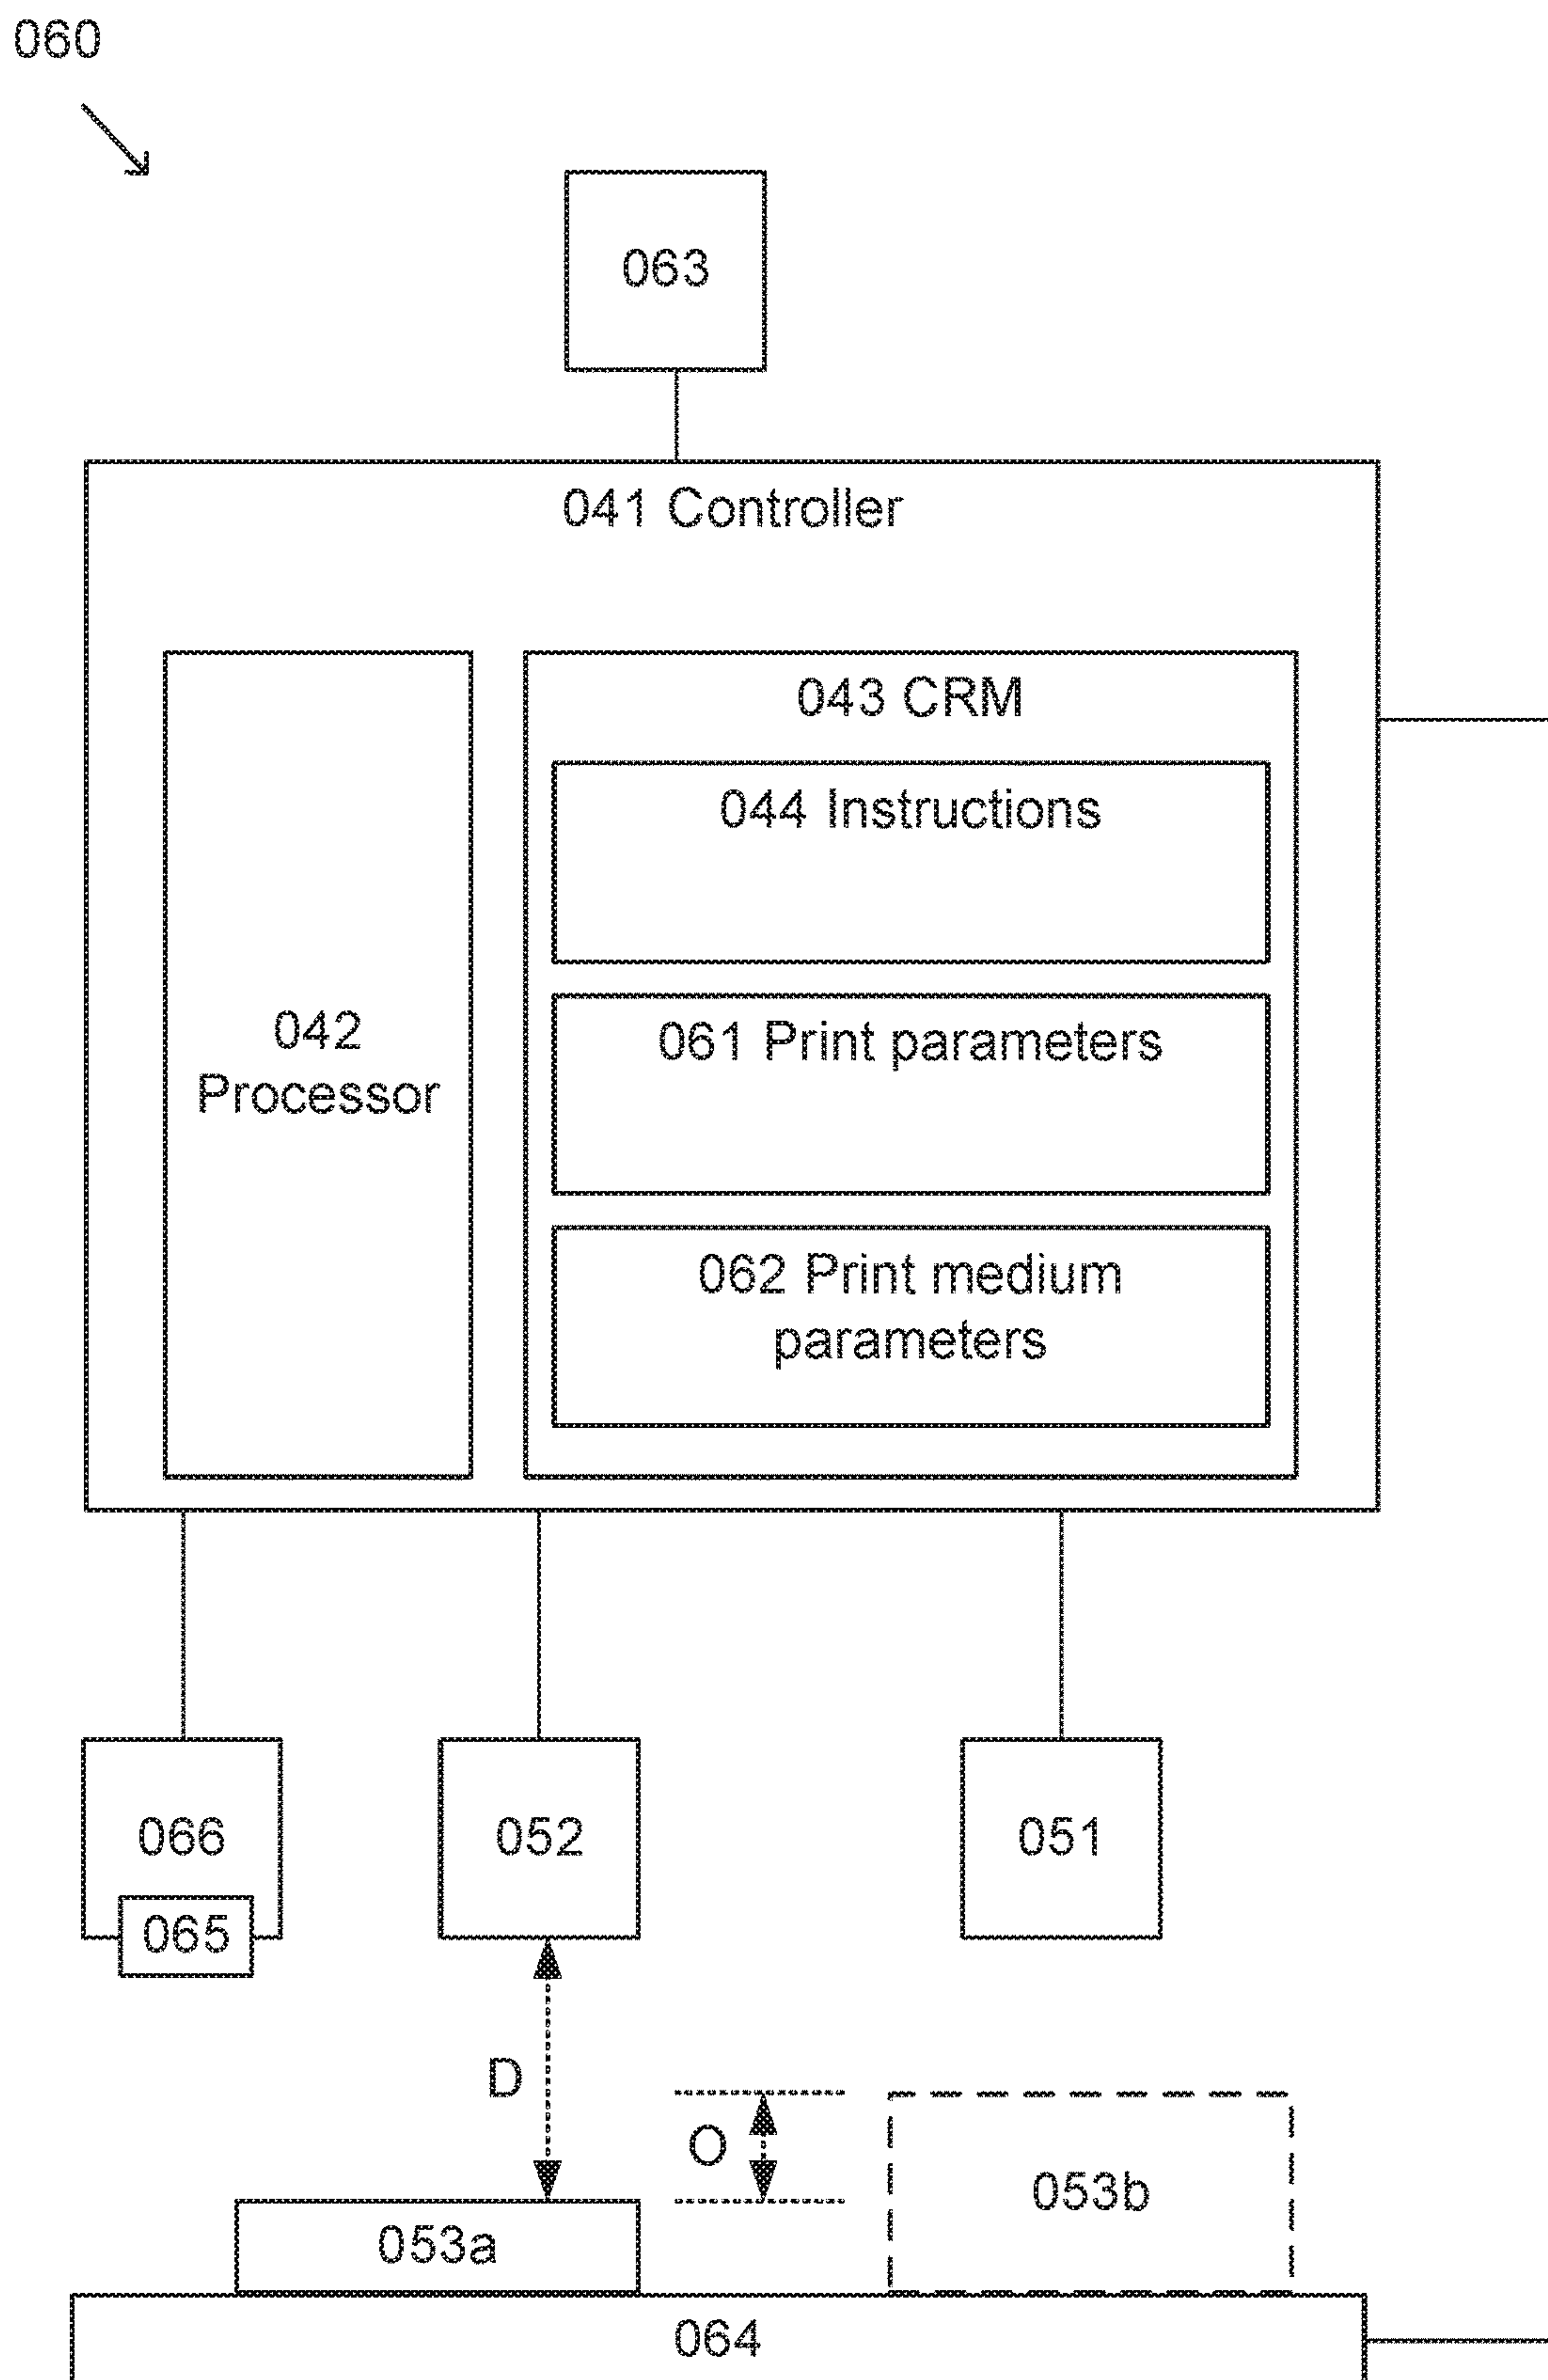 060
063
041 Controller
043 CRM
044 Instructions
042
Processor
061 Print parameters
062 Print medium
parameters
066
052
051
065
D
O
053b
053a
064